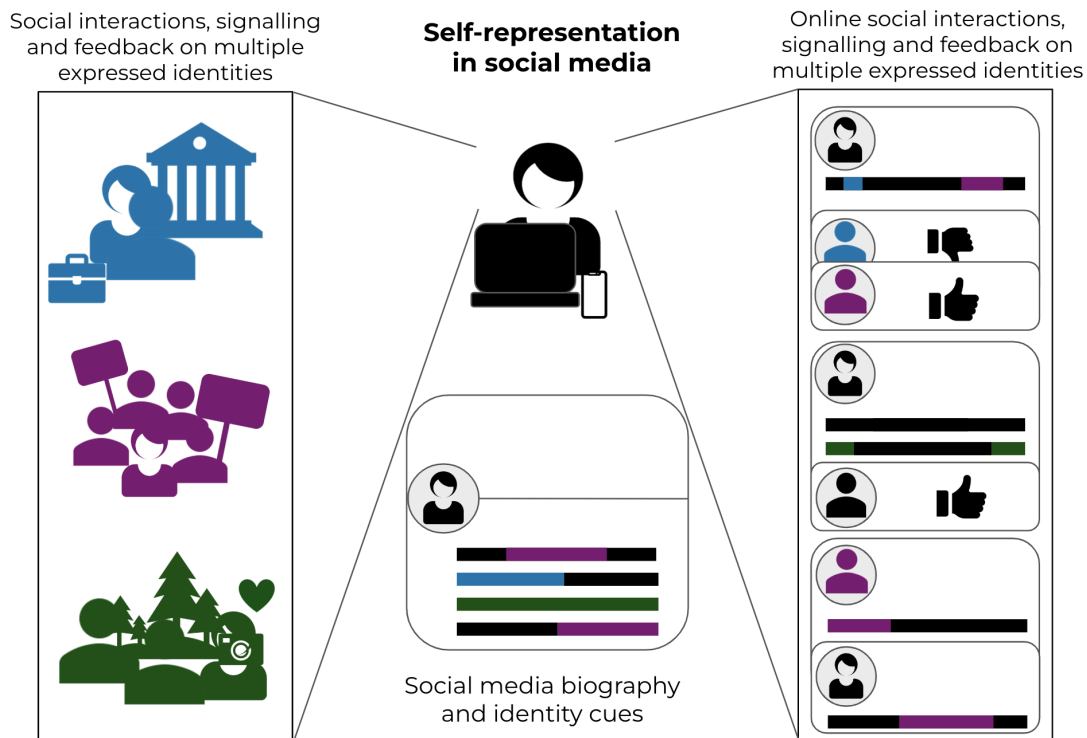 Social interactions, signalling
and feedback on multiple
expressed identities
Self-representation
in social media
Online social interactions,
signalling and feedback on
multiple expressed identities
Social media biography
and identity cues